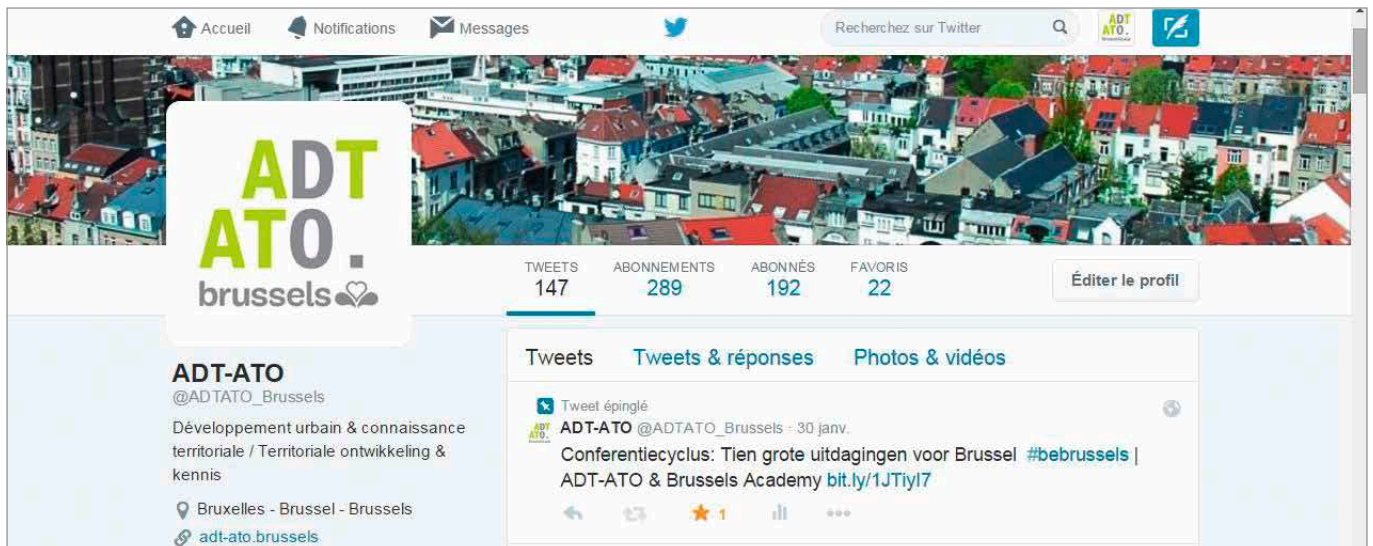 Accueil Notifications Messages Recherchez sur Twitter
ADT
ATO.
ADT
ATO.
brussels
TWEETS ABONNEMENTS ABONNÉS FAVORIS
147 289 192 22
Éditer le profil
ADT-ATO
@ADTATO_Brussels
Développement urbain & connaissance
territoriale / Territoriale ontwikkeling &
kennis
Bruxelles - Brussel - Brussels
adt-ato.brussels
Tweets Tweets & réponses Photos & vidéos
Tweet épinglé
ADT
ATO.
ADT-ATO @ADTATO_Brussels · 30 janv.
Conferentiecyclus: Tien grote uitdagingen voor Brussel #bebrussels |
ADT-ATO & Brussels Academy bit.ly/1JTiyI7
1